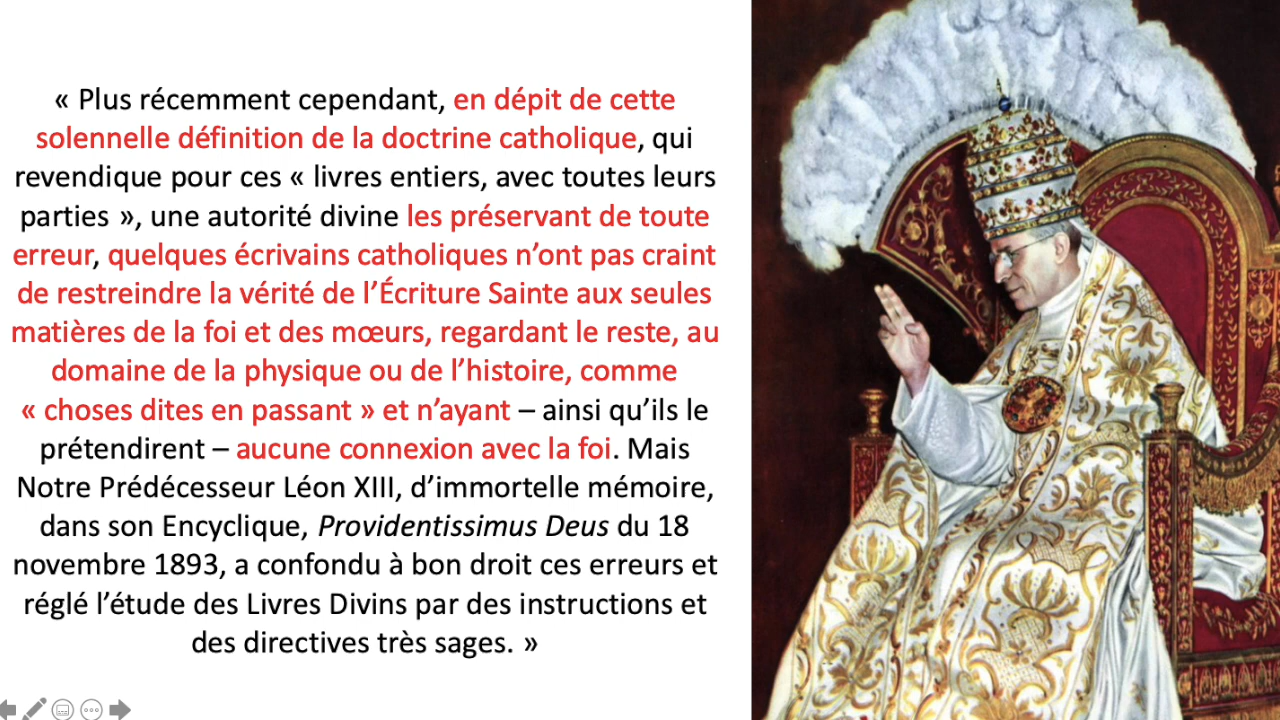 « Plus récemment cependant, en dépit de cette
solennelle définition de la doctrine catholique, qui
revendique pour ces « livres entiers, avec toutes leurs
parties », une autorité divine les préservant de toute
erreur, quelques écrivains catholiques n’ont pas craint
de restreindre la vérité de l’Écriture Sainte aux seules
matières de la foi et des mœurs, regardant le reste, au
domaine de la physique ou de l’histoire, comme
« choses dites en passant » et n’ayant – ainsi qu’ils le
prétendirent – aucune connexion avec la foi. Mais
Notre Prédécesseur Léon XIII, d’immortelle mémoire,
dans son Encyclique, Providentissimus Deus du 18
novembre 1893, a confondu à bon droit ces erreurs et
réglé l’étude des Livres Divins par des instructions et
des directives très sages. »